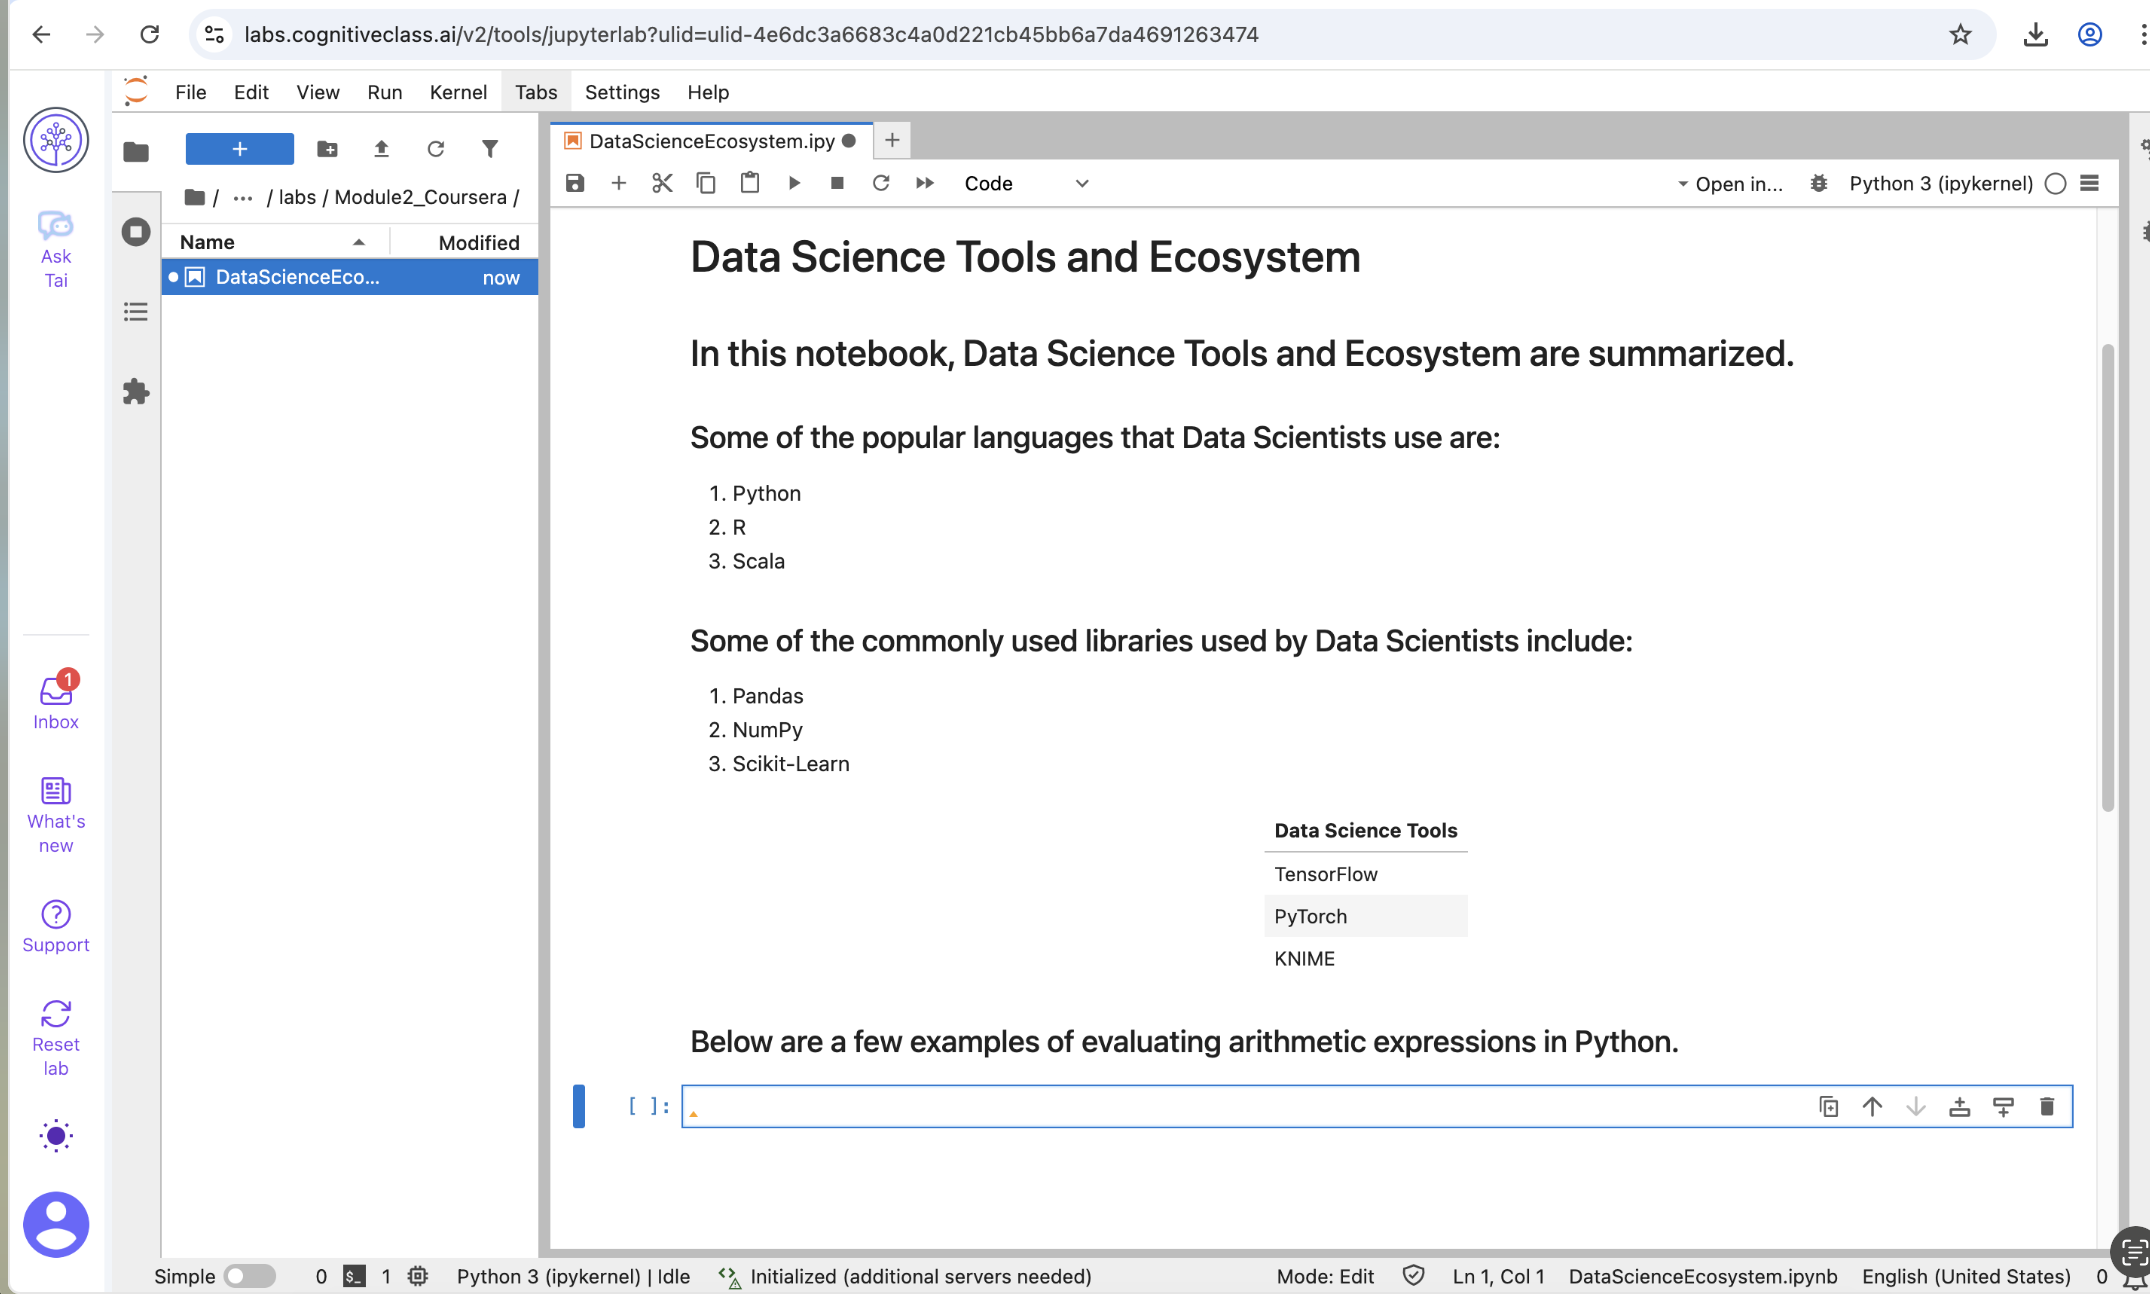 labs.cognitiveclass.ai/v2/tools/jupyterlab?ulid=ulid-4e6dc3a6683c4a0d221cb45bb6a7da4691263474
File Edit View Run Kernel Tabs Settings Help
Ask
Tai
Inbox
1
What's
new
Support
Reset
lab
/ ... / labs / Module2_Coursera /
Name Modified
DataScienceEco... now
DataScienceEcosystem.ipy
Code
Open in...
Python 3 (ipykernel)
Data Science Tools and Ecosystem
In this notebook, Data Science Tools and Ecosystem are summarized.
Some of the popular languages that Data Scientists use are:
1. Python
2. R
3. Scala
Some of the commonly used libraries used by Data Scientists include:
1. Pandas
2. NumPy
3. Scikit-Learn
Data Science Tools
TensorFlow
PyTorch
KNIME
Below are a few examples of evaluating arithmetic expressions in Python.
[ ]:
Simple 0 $_ 1 Python 3 (ipykernel) | Idle Initialized (additional servers needed) Mode: Edit Ln 1, Col 1 DataScienceEcosystem.ipynb English (United States) 0